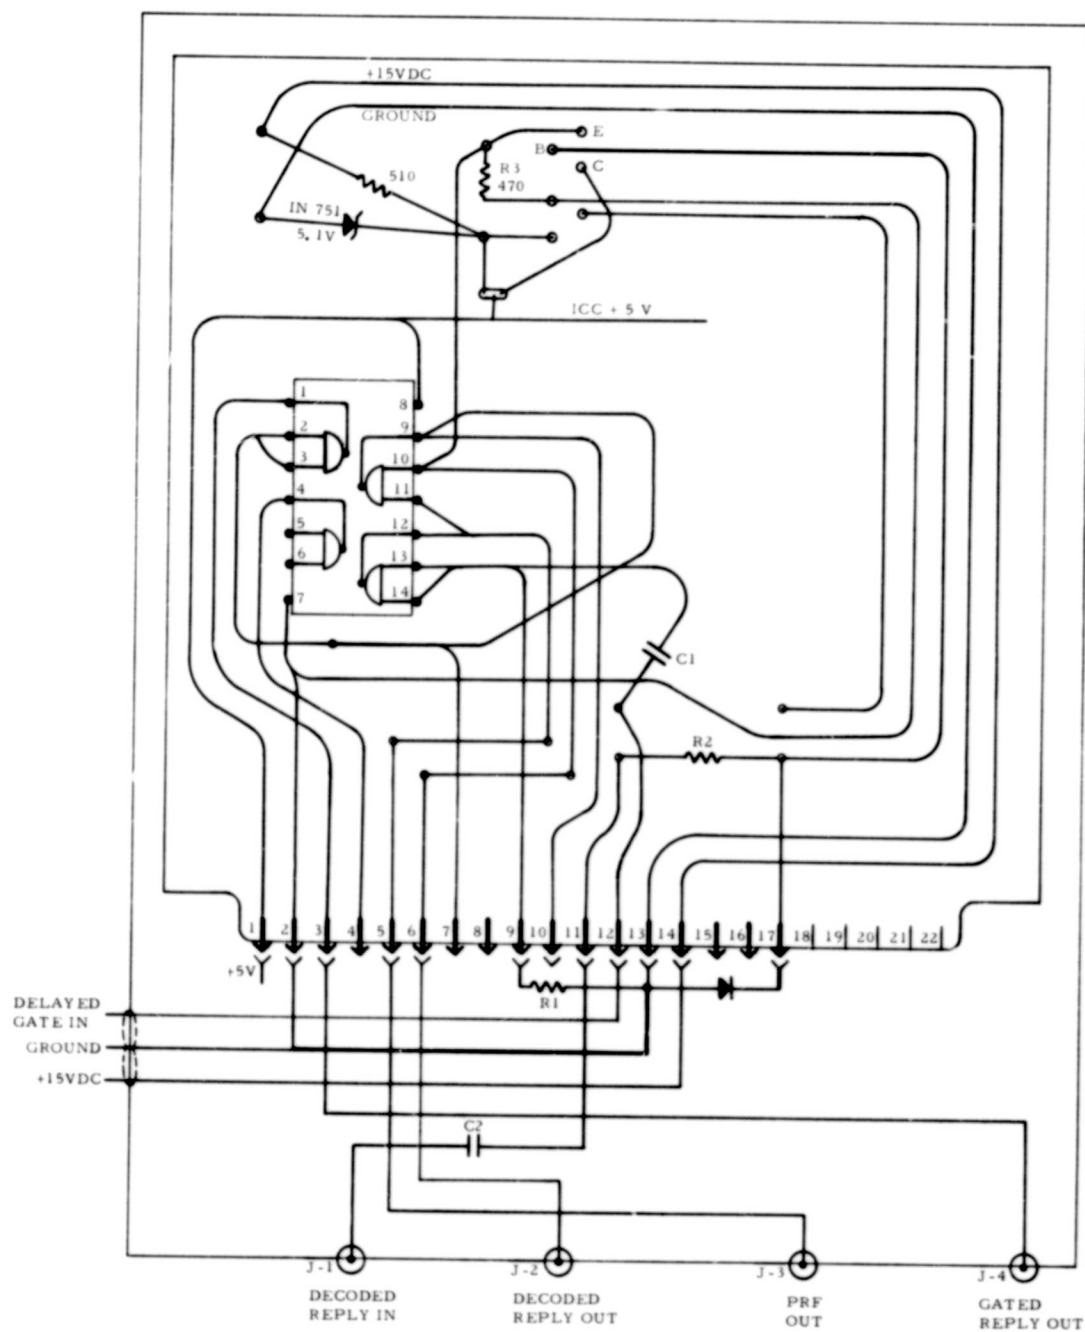 +15VDC
GROUND
E
B
C
R3
470
510
IN 751
5.1V
ICC + 5 V
1
2
3
4
5
6
7
8
9
10
11
12
13
14
C1
R2
1
2
3
4
5
6
7
8
9
10
11
12
13
14
15
16
17
18
19
20
21
22
+5V
R1
DELAYED
GATE IN
GROUND
+15VDC
C2
J-1
DECODED
REPLY IN
J-2
DECODED
REPLY OUT
J-3
PRF
OUT
J-4
GATED
REPLY OUT